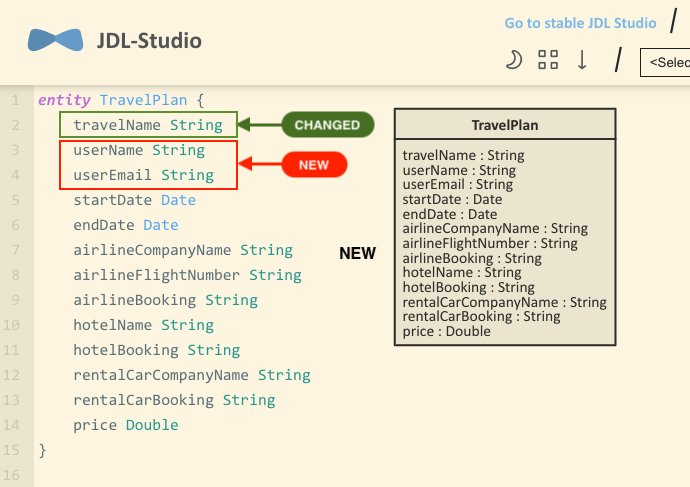 JDL-Studio
Go to stable JDL Studio /
/ <Selec
1 entity TravelPlan {
2 travelName String
CHANGED
3 userName String
NEW
4 userEmail String
5 startDate Date
6 endDate Date
7 airlineCompanyName String
8 airlineFlightNumber String
9 airlineBooking String
10 hotelName String
11 hotelBooking String
12 rentalCarCompanyName String
13 rentalCarBooking String
14 price Double
15 }
16
NEW
TravelPlan
travelName : String
userName : String
userEmail : String
startDate : Date
endDate : Date
airlineCompanyName : String
airlineFlightNumber : String
airlineBooking : String
hotelName : String
hotelBooking : String
rentalCarCompanyName : String
rentalCarBooking : String
price : Double